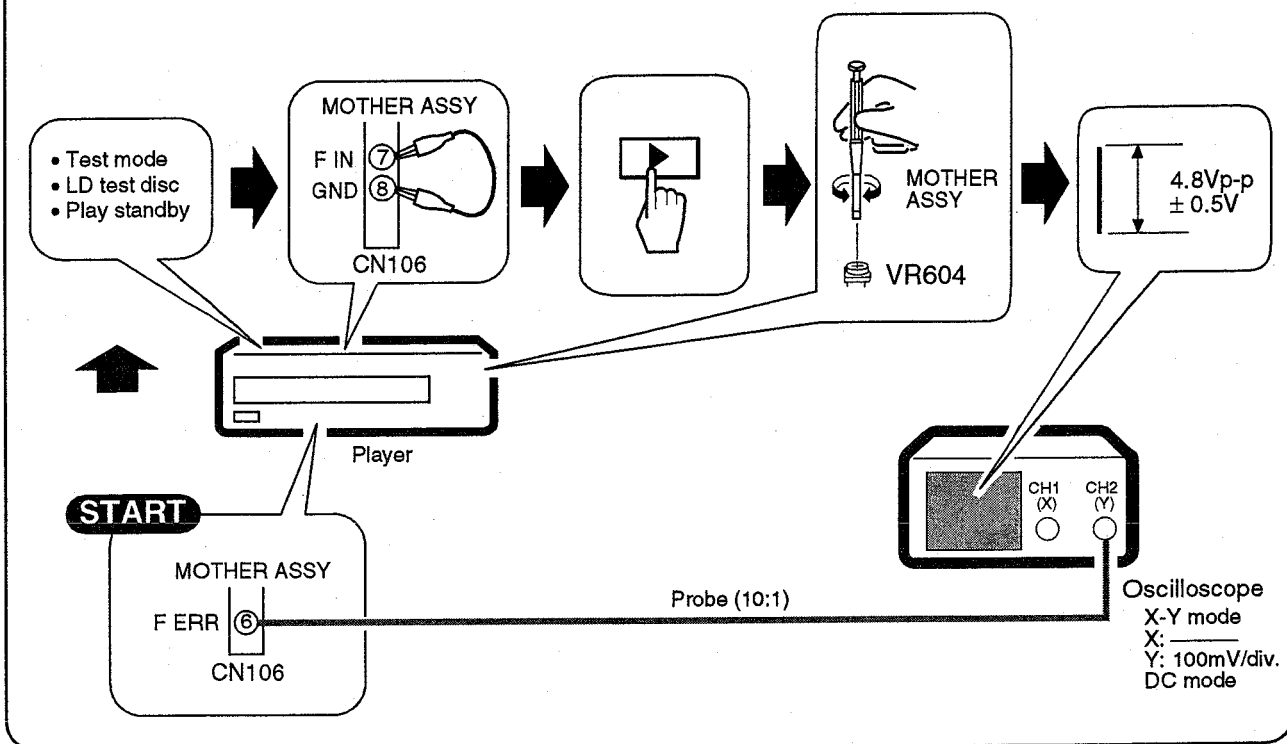 • Test mode
• LD test disc
• Play standby
MOTHER ASSY
F IN ⑦
GND ⑧
CN106
MOTHER
ASSY
VR604
4.8Vp-p
± 0.5V
Player
START
MOTHER ASSY
F ERR ⑥
CN106
Probe (10:1)
CH1
(X)
CH2
(Y)
Oscilloscope
X-Y mode
X: ———
Y: 100mV/div.
DC mode